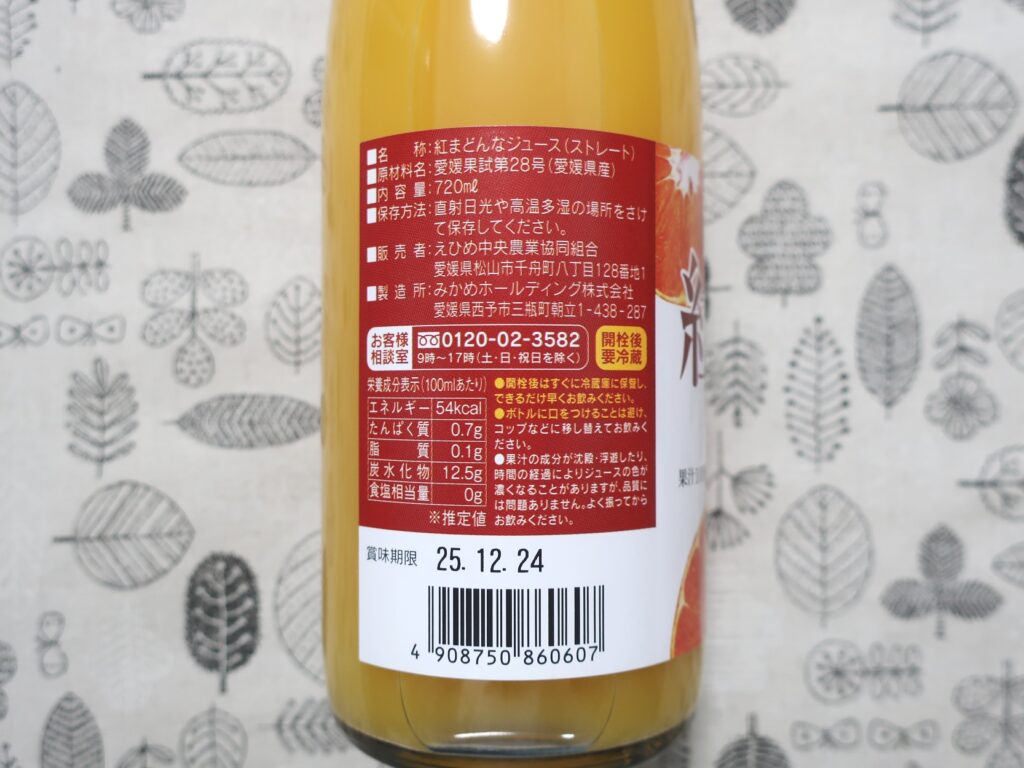 ■名　　称：紅まどんなジュース（ストレート）
■原材料名：愛媛果試第28号（愛媛県産）
■内 容 量：720㎖
■保存方法：直射日光や高温多湿の場所をさけ
て保存してください。
■販 売 者：えひめ中央農業協同組合
愛媛県松山市千舟町八丁目128番地1
■製 造 所：みかめホールディング株式会社
愛媛県西予市三瓶町朝立1-438-287
お客様
相談室
0120-02-3582
9時〜17時（土・日・祝日を除く）
開栓後
要冷蔵
栄養成分表示（100mlあたり）
エネルギー 54kcal
たんぱく質 0.7g
脂　　質 0.1g
炭水化物 12.5g
食塩相当量 0g
※推定値
●開栓後はすぐに冷蔵庫に保管し、
できるだけ早くお飲みください。
●ボトルに口をつけることは避け、
コップなどに移し替えてお飲みく
ださい。
●果汁の成分が沈殿・浮遊したり、
時間の経過によりジュースの色が
濃くなることがありますが、品質に
は問題ありません。よく振ってから
お飲みください。
賞味期限 25.12.24
4 908750 860607
果汁